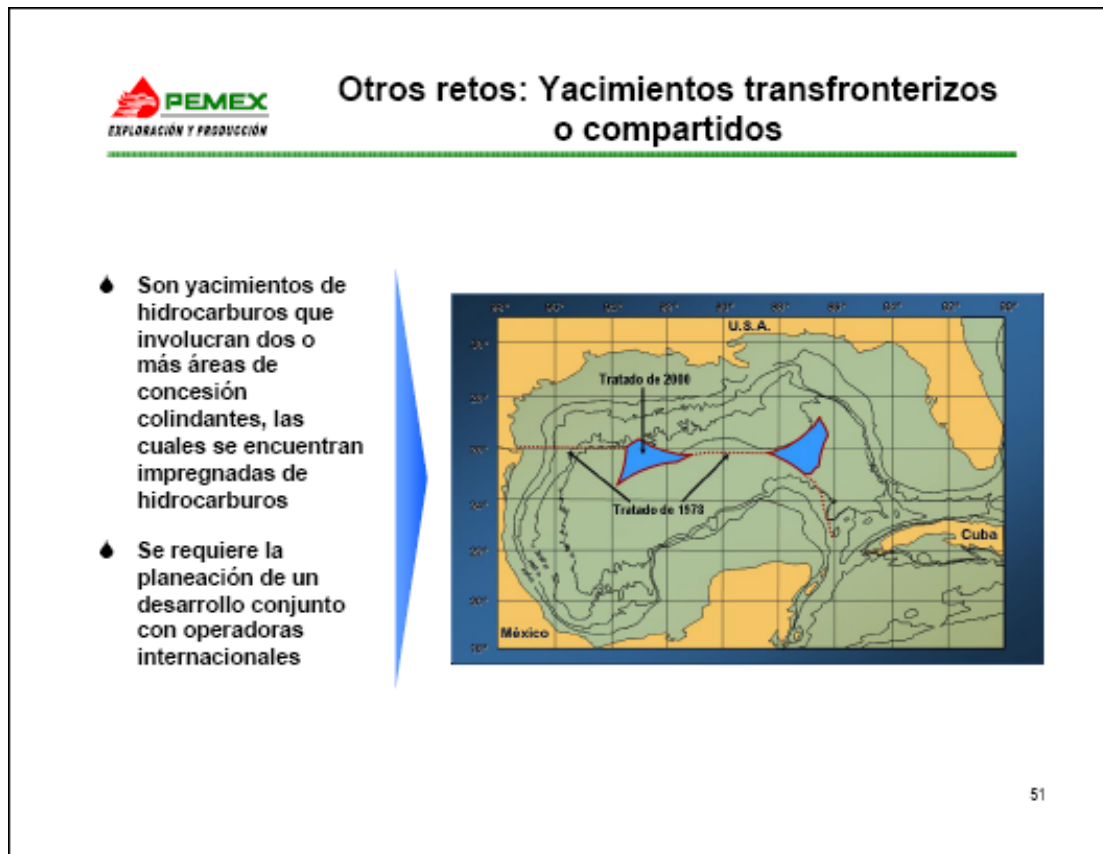 PEMEX
EXPLORACIÓN Y PRODUCCIÓN
Otros retos: Yacimientos transfronterizos
o compartidos
Son yacimientos de
hidrocarburos que
involucran dos o
más áreas de
concesión
colindantes, las
cuales se encuentran
impregnadas de
hidrocarburos
Se requiere la
planeación de un
desarrollo conjunto
con operadoras
internacionales
U.S.A.
Tratado de 2000
Tratado de 1978
Cuba
México
51